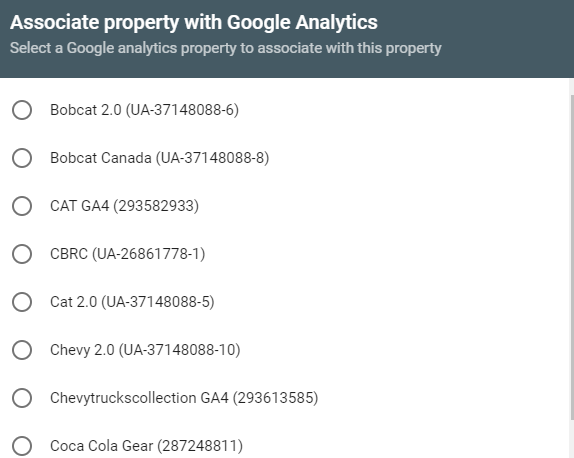 Associate property with Google Analytics
Select a Google analytics property to associate with this property
Bobcat 2.0 (UA-37148088-6)
Bobcat Canada (UA-37148088-8)
CAT GA4 (293582933)
CBRC (UA-26861778-1)
Cat 2.0 (UA-37148088-5)
Chevy 2.0 (UA-37148088-10)
Chevytruckscollection GA4 (293613585)
Coca Cola Gear (287248811)